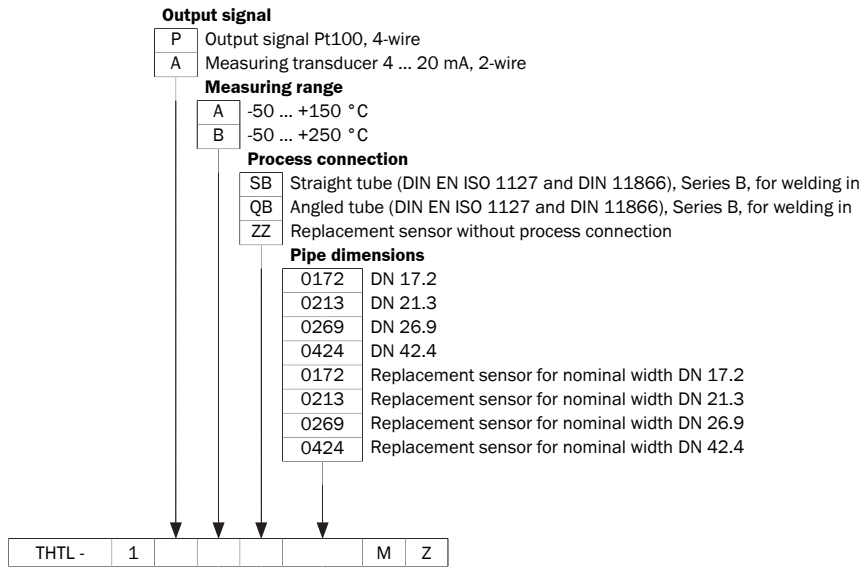 Output signal
P Output signal Pt100, 4-wire
A Measuring transducer 4 ... 20 mA, 2-wire
Measuring range
A -50 ... +150 °C
B -50 ... +250 °C
Process connection
SB Straight tube (DIN EN ISO 1127 and DIN 11866), Series B, for welding in
QB Angled tube (DIN EN ISO 1127 and DIN 11866), Series B, for welding in
ZZ Replacement sensor without process connection
Pipe dimensions
0172 DN 17.2
0213 DN 21.3
0269 DN 26.9
0424 DN 42.4
0172 Replacement sensor for nominal width DN 17.2
0213 Replacement sensor for nominal width DN 21.3
0269 Replacement sensor for nominal width DN 26.9
0424 Replacement sensor for nominal width DN 42.4
THTL - 1 M Z